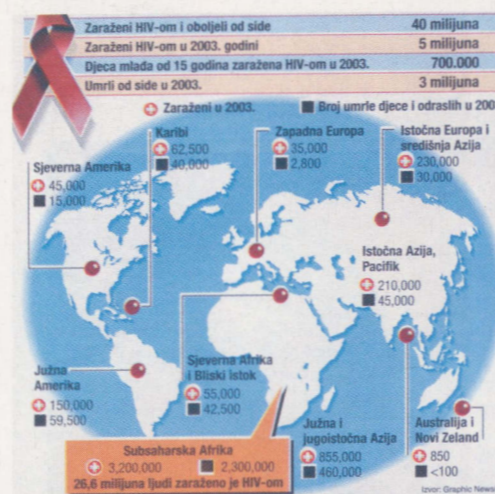 Zaraženi HIV-om i oboljeli od side 40 milijuna
Zaraženi HIV-om u 2003. godini 5 milijuna
Djeca mlađa od 15 godina zaražena HIV-om u 2003. 700.000
Umrli od side u 2003. 3 milijuna
Zaraženi u 2003. Broj umrle djece i odraslih u 200
Karibi
62,500
40,000
Zapadna Europa
35,000
2,800
Istočna Europa i
središnja Azija
230,000
30,000
Sjeverna Amerika
45,000
15,000
Istočna Azija,
Pacifik
210,000
45,000
Južna
Amerika
150,000
59,500
Sjeverna Afrika
i Bliski istok
55,000
42,500
Južna i
jugoistočna Azija
855,000
460,000
Australija i
Novi Zeland
850
<100
Subsaharska Afrika
3,200,000 2,300,000
26,6 milijuna ljudi zaraženo je HIV-om
Izvor: Graphic News